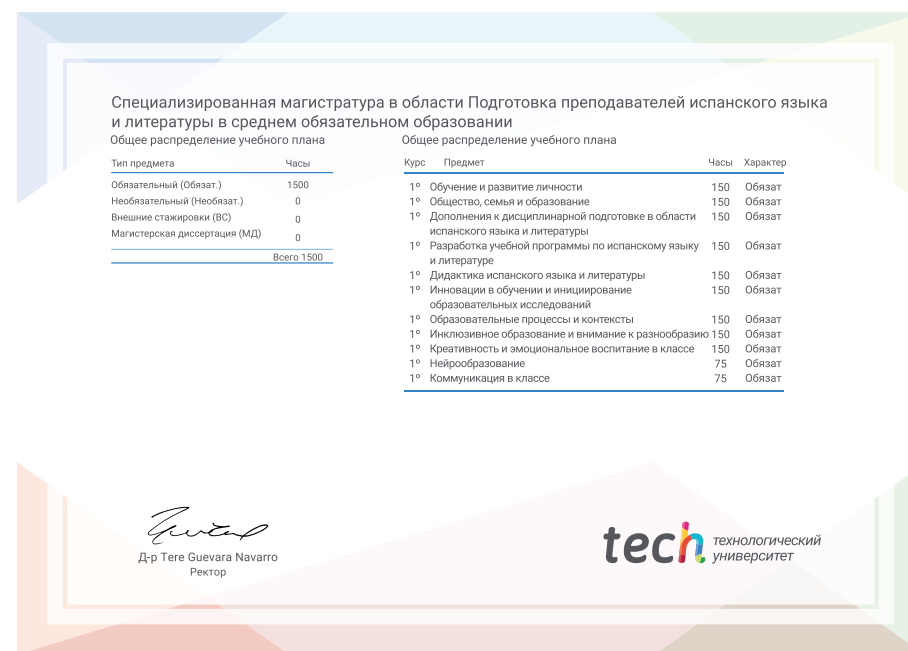 Специализированная магистратура в области Подготовка преподавателей испанского языка
и литературы в среднем обязательном образовании
Общее распределение учебного плана
Тип предмета Часы
Обязательный (Обязат.) 1500
Необязательный (Необязат.) 0
Внешние стажировки (ВС) 0
Магистерская диссертация (МД) 0
Всего 1500
Общее распределение учебного плана
Курс Предмет Часы Характер
1º Обучение и развитие личности 150 Обязат
1º Общество, семья и образование 150 Обязат
1º Дополнения к дисциплинарной подготовке в области 150 Обязат
испанского языка и литературы
1º Разработка учебной программы по испанскому языку 150 Обязат
и литературе
1º Дидактика испанского языка и литературы 150 Обязат
1º Инновации в обучении и инициирование 150 Обязат
образовательных исследований
1º Образовательные процессы и контексты 150 Обязат
1º Инклюзивное образование и внимание к разнообразию 150 Обязат
1º Креативность и эмоциональное воспитание в классе 150 Обязат
1º Нейрообразование 75 Обязат
1º Коммуникация в классе 75 Обязат
Д-р Tere Guevara Navarro
Ректор
tech технологический
университет